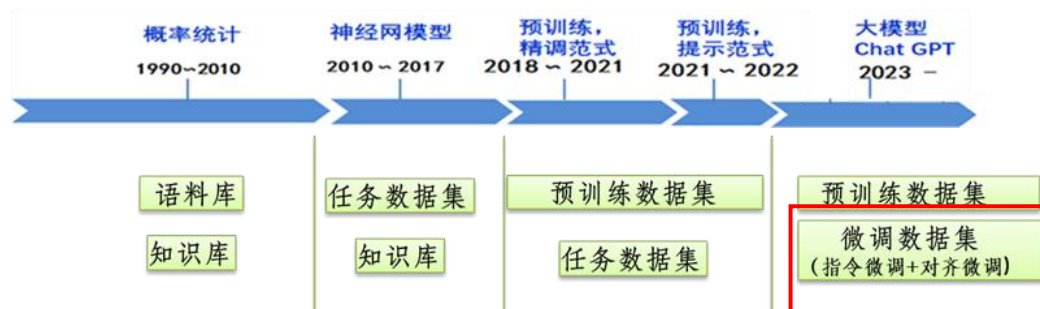 概率统计
1990~2010
神经网模型
2010 ~ 2017
预训练,
精调范式
2018 ~ 2021
预训练,
提示范式
2021 ~ 2022
大模型
Chat GPT
2023 –
语料库
任务数据集
预训练数据集
预训练数据集
知识库
知识库
任务数据集
微调数据集
(指令微调+对齐微调)